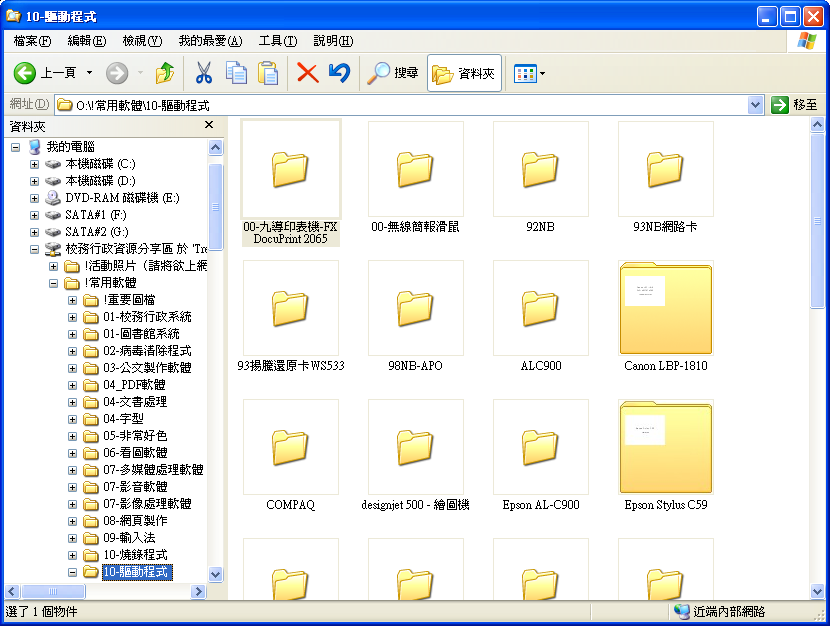 10-驅動程式
檔案(F) 編輯(E) 檢視(V) 我的最愛(A) 工具(T) 說明(H)
上一頁 搜尋 資料夾
網址(D) O:\!常用軟體\10-驅動程式 移至
資料夾
我的電腦
本機磁碟 (C:)
本機磁碟 (D:)
DVD-RAM 磁碟機 (E:)
SATA#1 (F:)
SATA#2 (G:)
校務行政資源分享區 於 'Tre
!活動照片（請將欲上網
!常用軟體
!重要圖檔
01-校務行政系統
01-圖書館系統
02-病毒清除程式
03-公文製作軟體
04_PDF軟體
04-文書處理
04-字型
05-非常好色
06-看圖軟體
07-多媒體處理軟體
07-影音軟體
07-影像處理軟體
08-網頁製作
09-輸入法
10-燒錄程式
10-驅動程式
00-九導印表機-FX
DocuPrint 2065
00-無線簡報滑鼠
92NB
93NB網路卡
93揚騰還原卡WS533
98NB-APO
ALC900
Canon LBP-1810
COMPAQ
designjet 500 - 繪圖機
Epson AL-C900
Epson Stylus C59
選了 1 個物件
近端內部網路